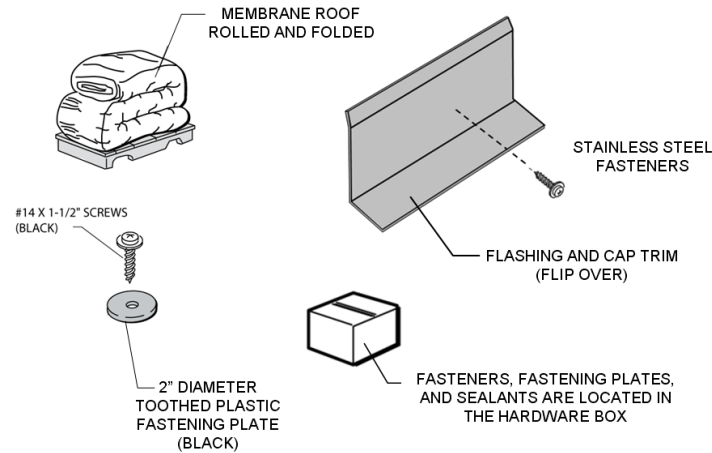 MEMBRANE ROOF
ROLLED AND FOLDED
STAINLESS STEEL
FASTENERS
#14 X 1-1/2" SCREWS
(BLACK)
FLASHING AND CAP TRIM
(FLIP OVER)
2” DIAMETER
TOOTHED PLASTIC
FASTENING PLATE
(BLACK)
FASTENERS, FASTENING PLATES,
AND SEALANTS ARE LOCATED IN
THE HARDWARE BOX